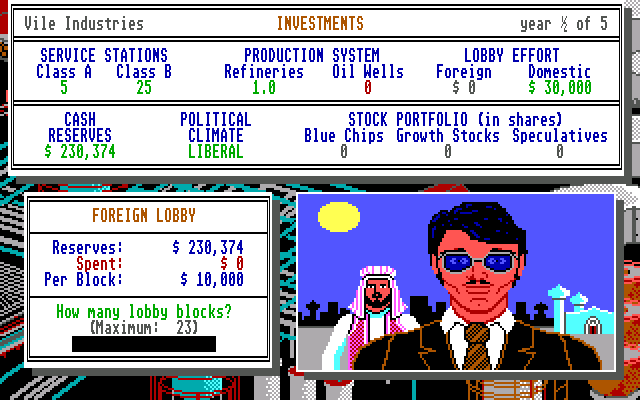 Vile Industries INVESTMENTS year ½ of 5
SERVICE STATIONS PRODUCTION SYSTEM LOBBY EFFORT
Class A Class B Refineries Oil Wells Foreign Domestic
5 25 1.0 0 $ 0 $ 30,000
CASH POLITICAL STOCK PORTFOLIO (in shares)
RESERVES CLIMATE Blue Chips Growth Stocks Speculatives
$ 230,374 LIBERAL 0 0 0
FOREIGN LOBBY
Reserves: $ 230,374
Spent: $ 0
Per Block: $ 10,000
How many lobby blocks?
(Maximum: 23)